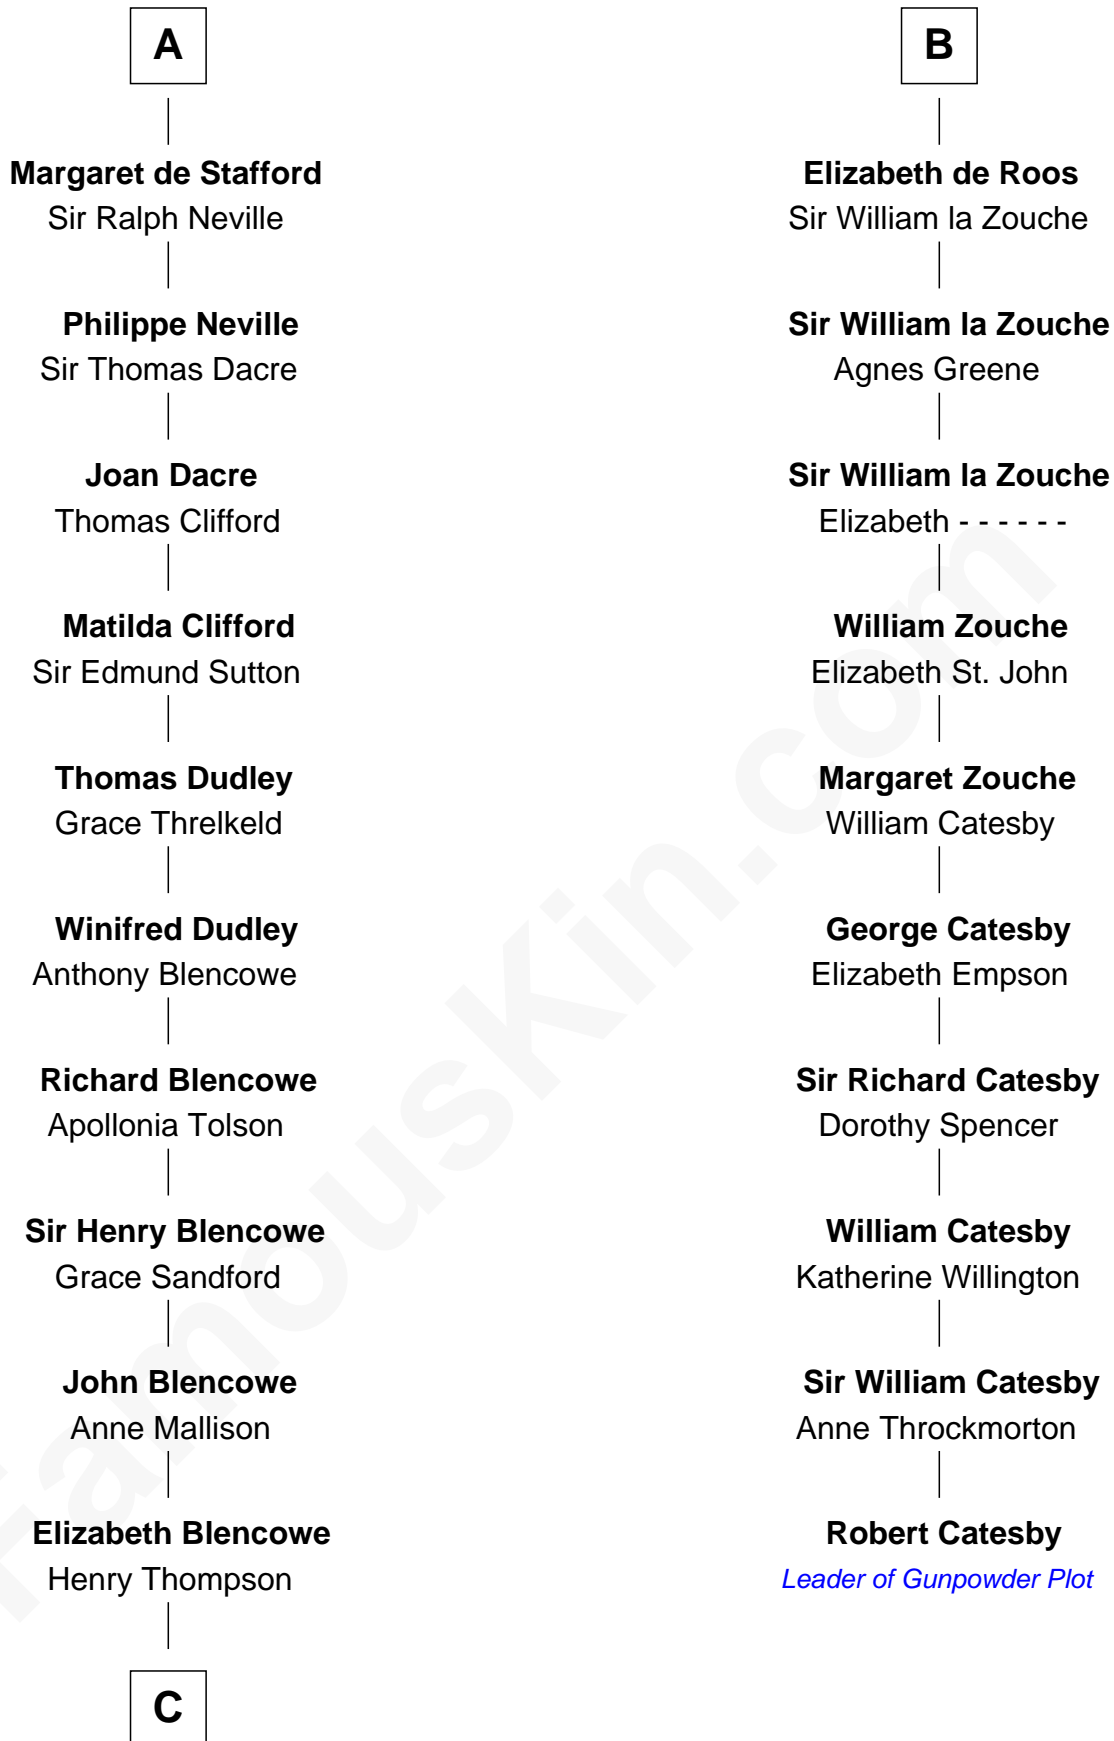 A
Margaret de Stafford
Sir Ralph Neville
Philippe Neville
Sir Thomas Dacre
Joan Dacre
Thomas Clifford
Matilda Clifford
Sir Edmund Sutton
Thomas Dudley
Grace Threlkeld
Winifred Dudley
Anthony Blencowe
Richard Blencowe
Apollonia Tolson
Sir Henry Blencowe
Grace Sandford
John Blencowe
Anne Mallison
Elizabeth Blencowe
Henry Thompson
C
B
Elizabeth de Roos
Sir William la Zouche
Sir William la Zouche
Agnes Greene
Sir William la Zouche
Elizabeth - - - - - -
William Zouche
Elizabeth St. John
Margaret Zouche
William Catesby
George Catesby
Elizabeth Empson
Sir Richard Catesby
Dorothy Spencer
William Catesby
Katherine Willington
Sir William Catesby
Anne Throckmorton
Robert Catesby
Leader of Gunpowder Plot
FamousKin.com